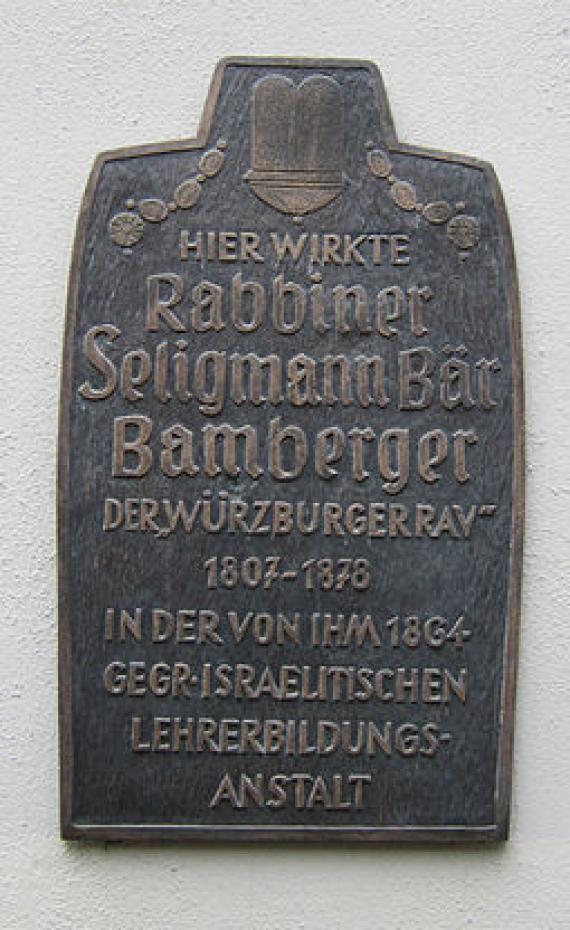 HIER WIRKTE
Rabbiner
Seligmann Bär
Bamberger
DER „WÜRZBURGER RAV“
1807-1878
IN DER VON IHM 1864
GEGR. ISRAELITISCHEN
LEHRERBILDUNGS-
ANSTALT